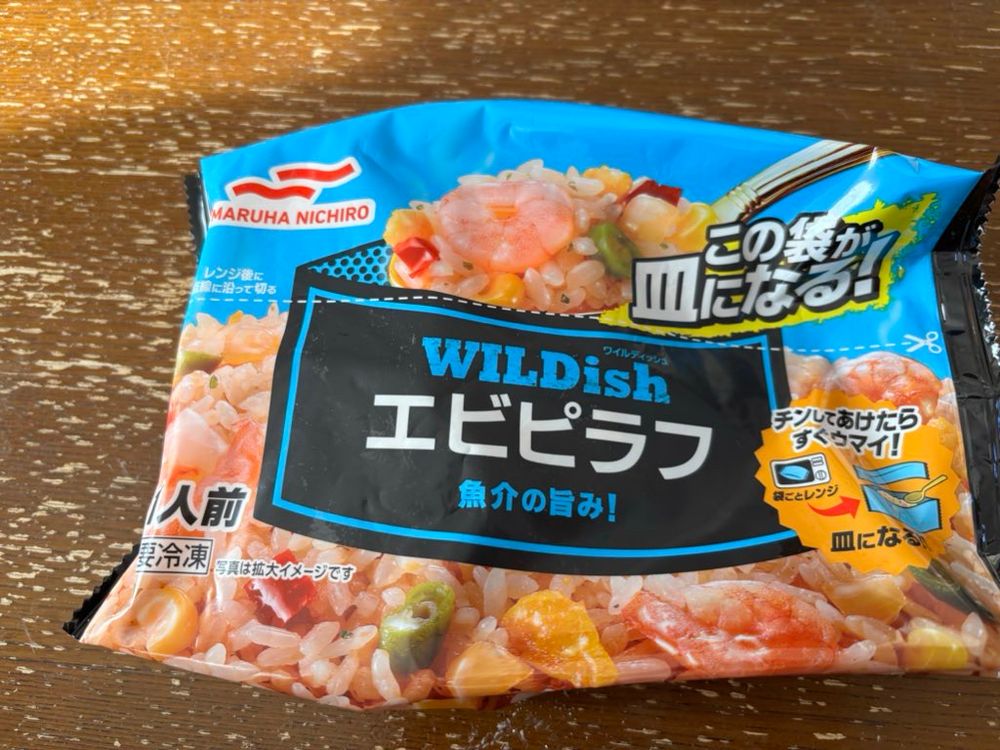 MARUHA NICHIRO
この袋が
皿になる!
レンジ後に
点線に沿って切る
ワイルディッシュ
WILDish
エビピラフ
魚介の旨み!
チンしてあけたら
すぐウマイ!
袋ごとレンジ
皿になる!
1人前
要冷凍
写真は拡大イメージです